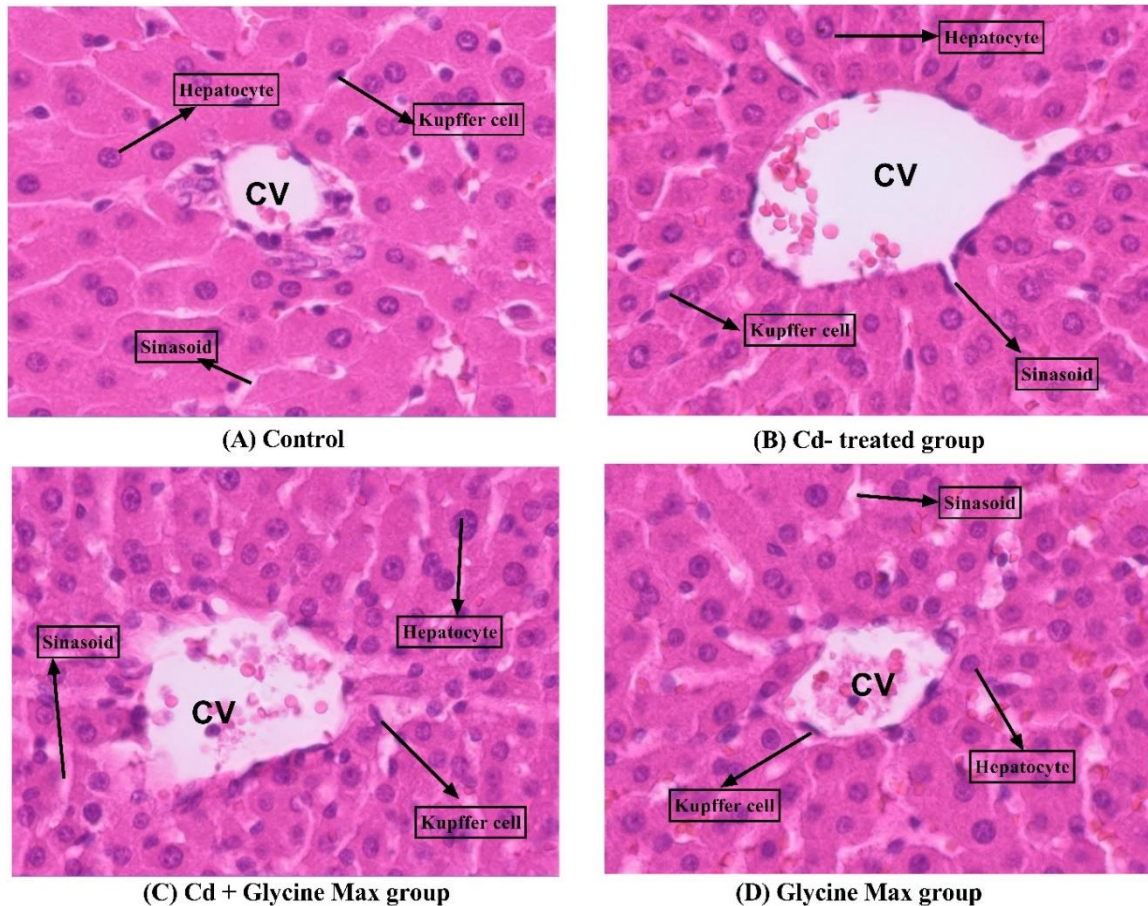 Hepatocyte
Kupffer cell
CV
Sinasoid
(A) Control
Hepatocyte
CV
Kupffer cell
Sinasoid
(B) Cd- treated group
Hepatocyte
Sinasoid
CV
Kupffer cell
(C) Cd + Glycine Max group
Sinasoid
CV
Hepatocyte
Kupffer cell
(D) Glycine Max group